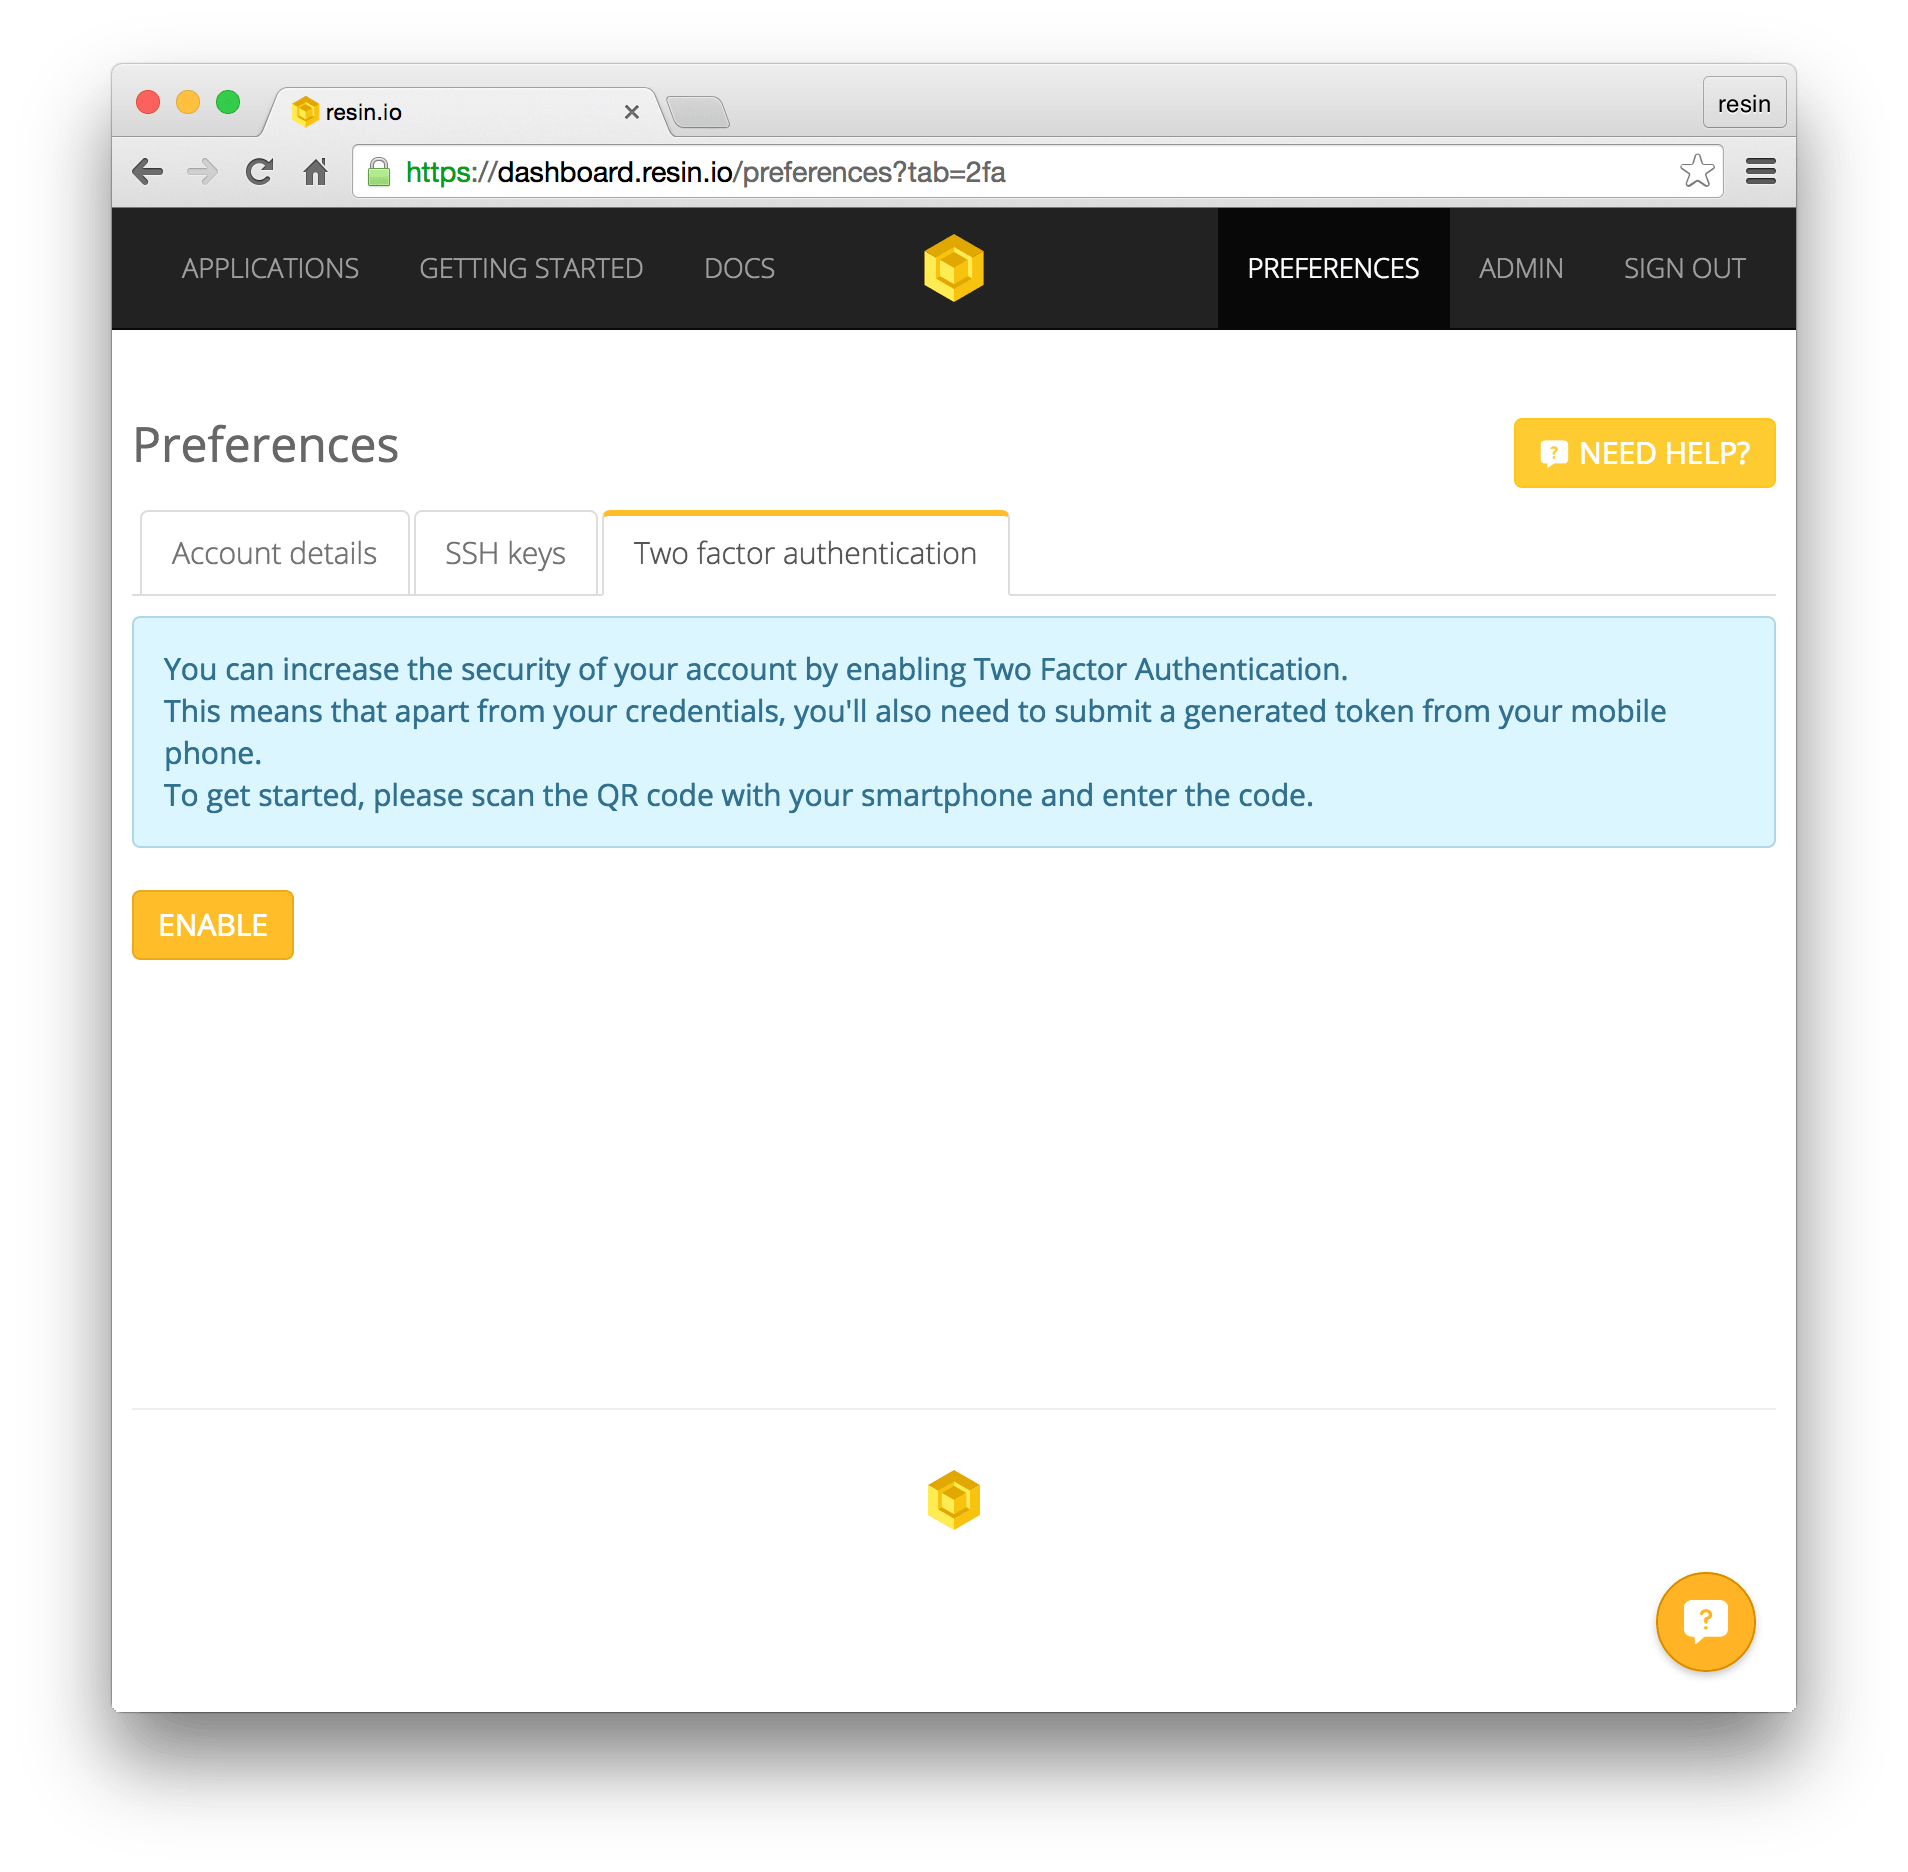 resin.io
resin
https://dashboard.resin.io/preferences?tab=2fa
APPLICATIONS GETTING STARTED DOCS PREFERENCES ADMIN SIGN OUT
Preferences
NEED HELP?
Account details SSH keys Two factor authentication
You can increase the security of your account by enabling Two Factor Authentication.
This means that apart from your credentials, you'll also need to submit a generated token from your mobile
phone.
To get started, please scan the QR code with your smartphone and enter the code.
ENABLE